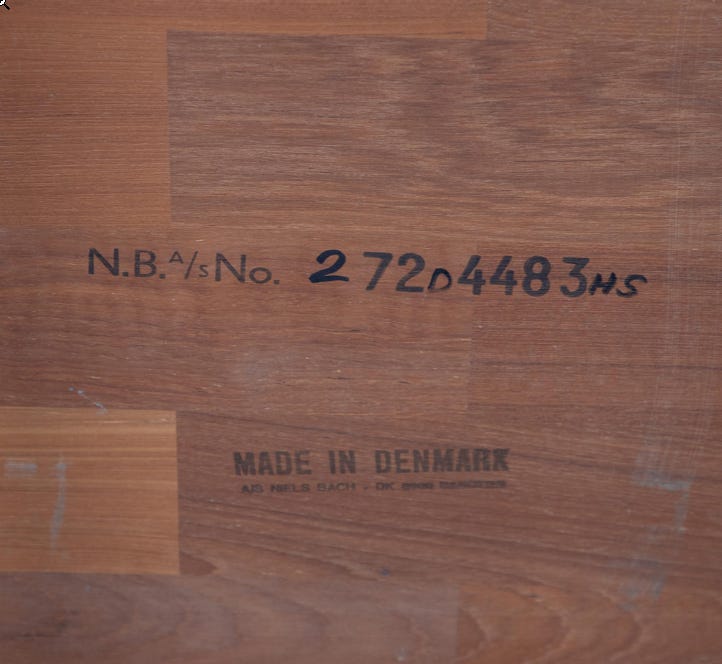 N.B.A/S No. 272D4483HS
MADE IN DENMARK
A/S NIELS BACH - DK